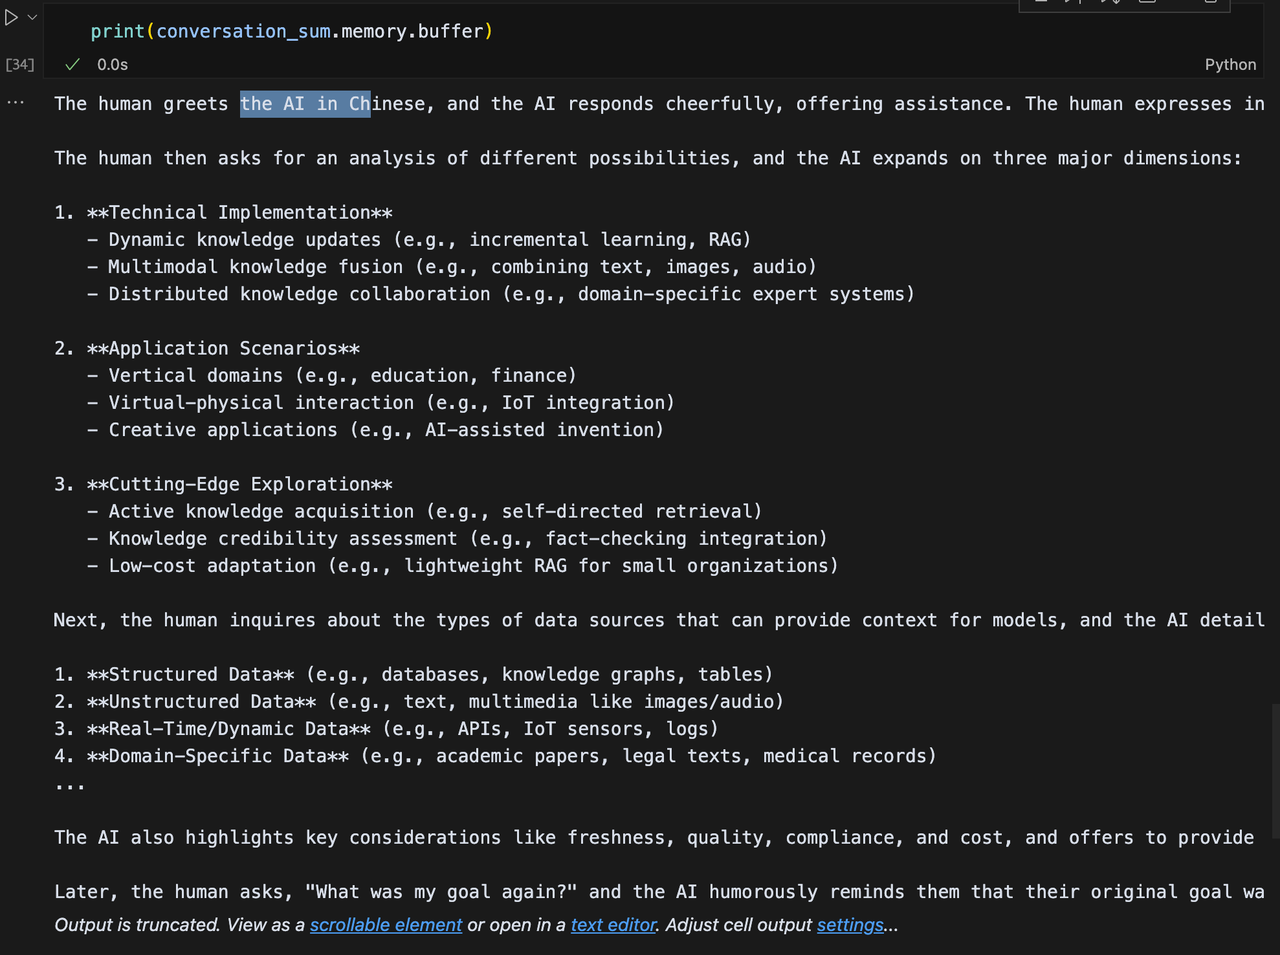 print(conversation_sum.memory.buffer)
[34]
0.0s
Python
The human greets the AI in Chinese, and the AI responds cheerfully, offering assistance. The human expresses in
The human then asks for an analysis of different possibilities, and the AI expands on three major dimensions:
1. **Technical Implementation**
– Dynamic knowledge updates (e.g., incremental learning, RAG)
– Multimodal knowledge fusion (e.g., combining text, images, audio)
– Distributed knowledge collaboration (e.g., domain-specific expert systems)
2. **Application Scenarios**
– Vertical domains (e.g., education, finance)
– Virtual-physical interaction (e.g., IoT integration)
– Creative applications (e.g., AI-assisted invention)
3. **Cutting-Edge Exploration**
– Active knowledge acquisition (e.g., self-directed retrieval)
– Knowledge credibility assessment (e.g., fact-checking integration)
– Low-cost adaptation (e.g., lightweight RAG for small organizations)
Next, the human inquires about the types of data sources that can provide context for models, and the AI detail
1. **Structured Data** (e.g., databases, knowledge graphs, tables)
2. **Unstructured Data** (e.g., text, multimedia like images/audio)
3. **Real-Time/Dynamic Data** (e.g., APIs, IoT sensors, logs)
4. **Domain-Specific Data** (e.g., academic papers, legal texts, medical records)
...
The AI also highlights key considerations like freshness, quality, compliance, and cost, and offers to provide
Later, the human asks, "What was my goal again?" and the AI humorously reminds them that their original goal wa
Output is truncated. View as a scrollable element or open in a text editor. Adjust cell output settings...